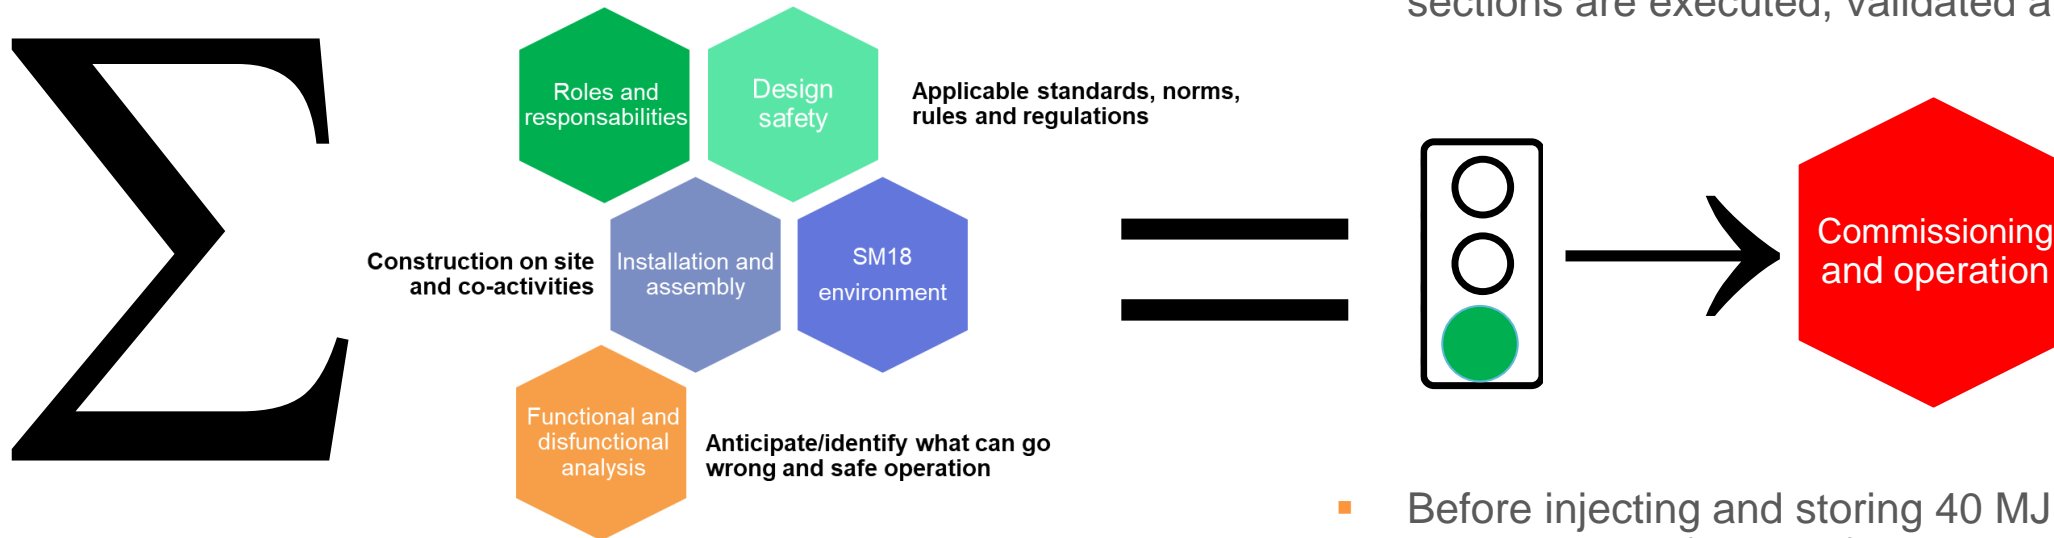 sections are executed, validated a
Roles and
responsabilities
Design
safety
Applicable standards, norms,
rules and regulations
Construction on site
and co-activities
Installation and
assembly
SM18
environment
Commissioning
and operation
Functional and
disfunctional
analysis
Anticipate/identify what can go
wrong and safe operation
Before injecting and storing 40 MJ